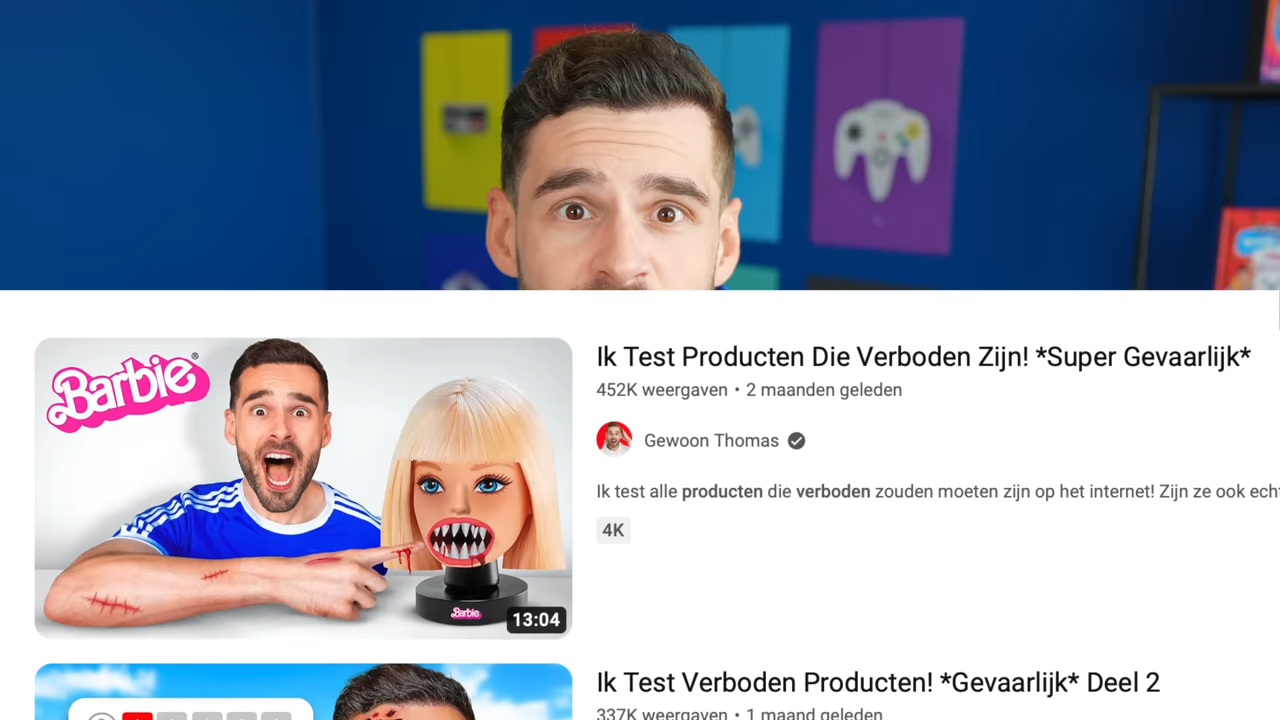 Barbie®
Barbie
13:04
Ik Test Producten Die Verboden Zijn! *Super Gevaarlijk*
452K weergaven • 2 maanden geleden
Gewoon Thomas
Ik test alle producten die verboden zouden moeten zijn op het internet! Zijn ze ook
4K
Ik Test Verboden Producten! *Gevaarlijk* Deel 2
337K weergaven • 1 maand geleden